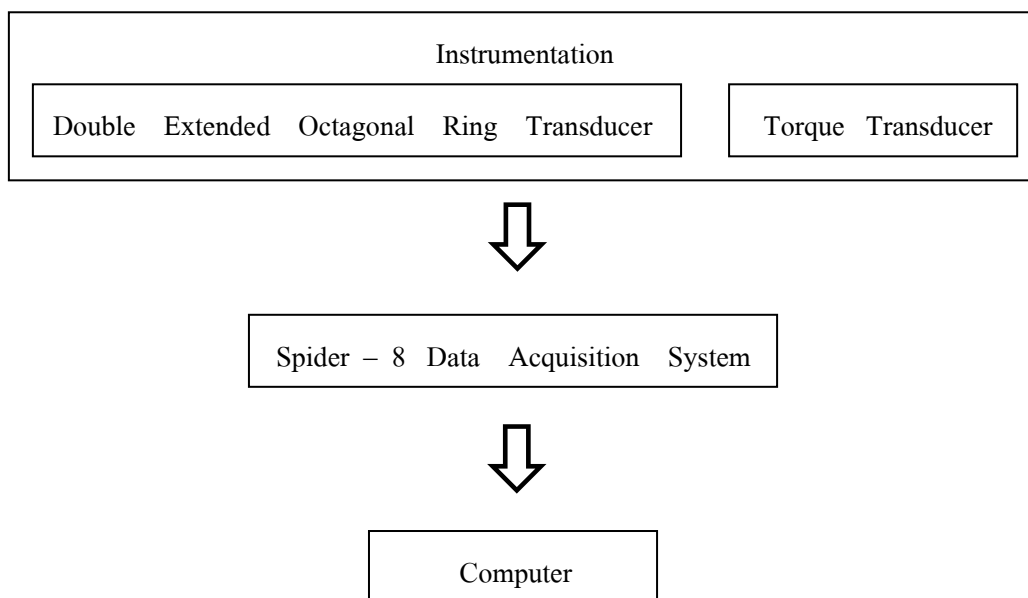 Instrumentation
Double Extended Octagonal Ring Transducer
Torque Transducer
Spider – 8 Data Acquisition System
Computer